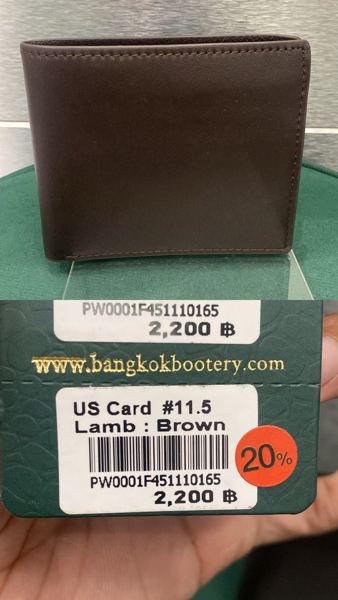 PW0001F451110165
2,200 ฿
www.bangkokbootery.com
US Card #11.5
Lamb : Brown
20%
PW0001F451110165
2,200 ฿